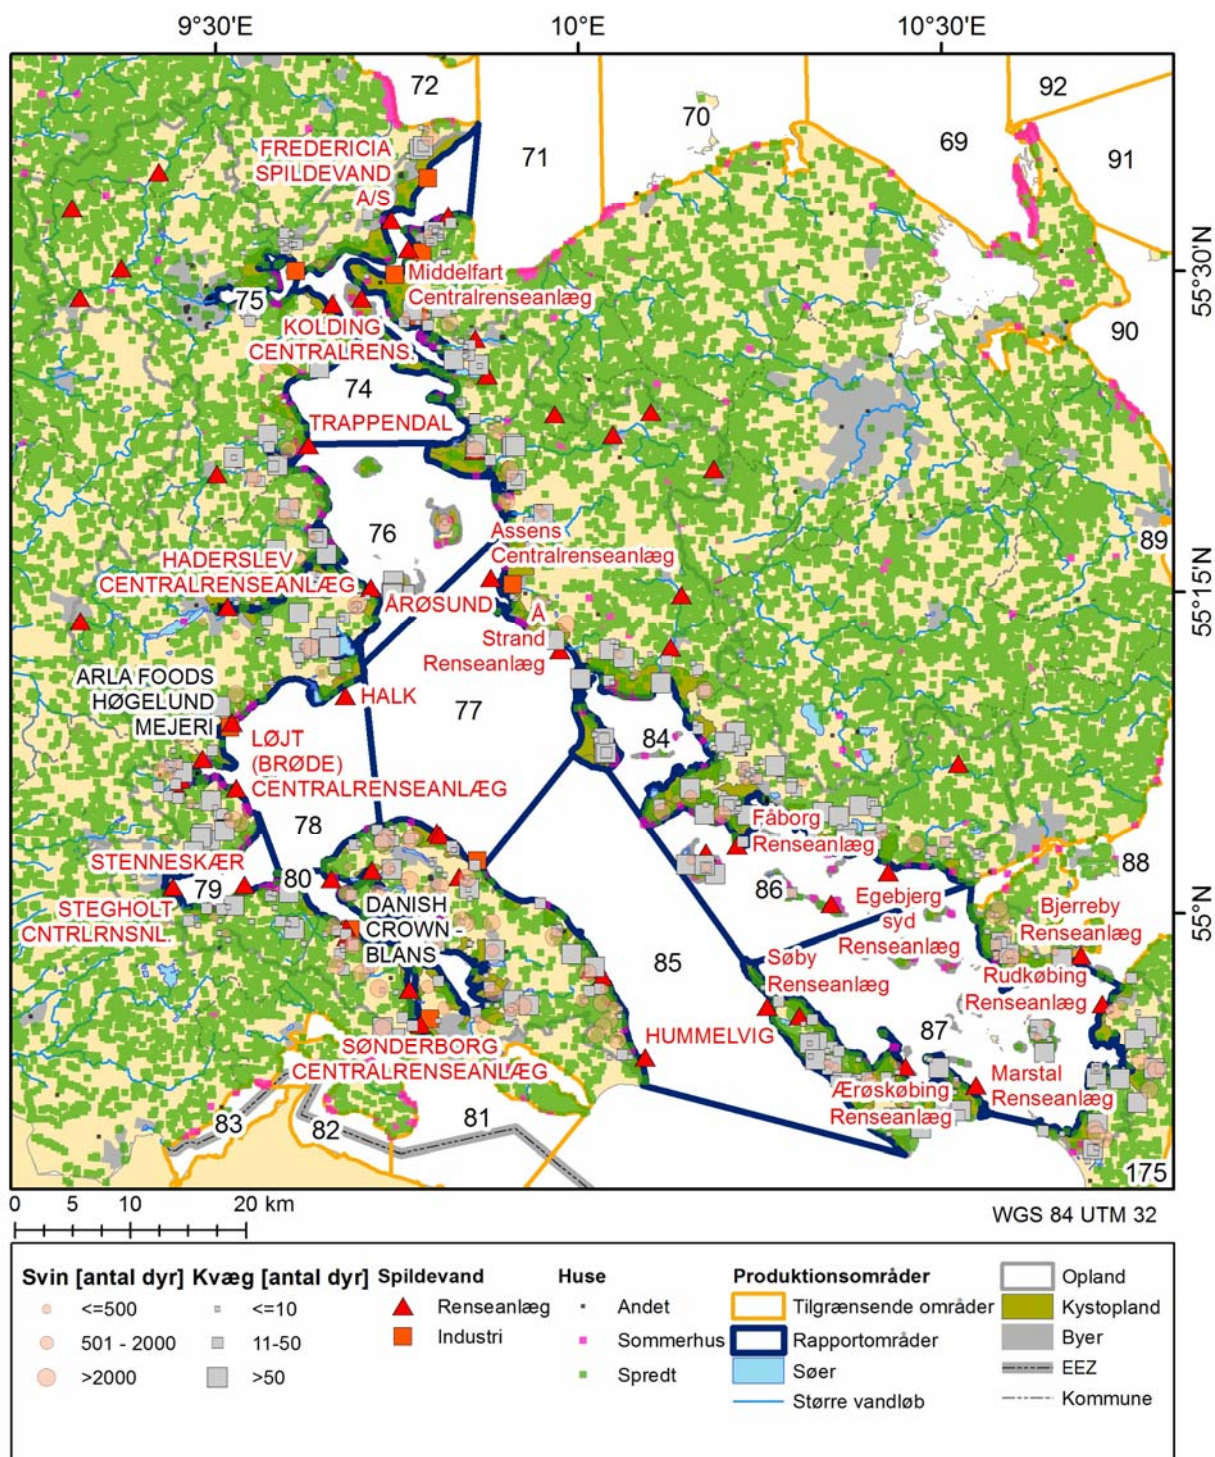 9°30'E
10°0'E
10°30'E
72
92
70
71
69
91
FREDERICIA
SPILDEVAND
A/S
55°30'N
Middelfart
Centralrenseanlæg
75
KOLDING
CENTRALRENS.
90
74
TRAPPENDAL
76
Assens
Centralrenseanlæg
89
HADERSLEV
CENTRALRENSEANLÆG
ÅRØSUND
55°15'N
Å
Strand
Renseanlæg
ARLA FOODS
HØGELUND
MEJERI
HALK
77
84
LØJT
(BRØDE)
CENTRALRENSEANLÆG
78
Fåborg
Renseanlæg
STENNESKÆR
79
80
86
88
STEGHOLT
CNTRLRNSNL.
DANISH
CROWN -
BLANS
Egebjerg
syd
Renseanlæg
Bjerreby
Renseanlæg
55°N
85
Søby
Renseanlæg
Rudkøbing
Renseanlæg
HUMMELVIG
87
SØNDERBORG
CENTRALRENSEANLÆG
Marstal
Renseanlæg
Ærøskøbing
Renseanlæg
83
82
81
175
0 5 10 20 km
WGS 84 UTM 32
Svin [antal dyr]
<=500
501 - 2000
>2000
Kvæg [antal dyr]
<=10
11-50
>50
Spildevand
Renseanlæg
Industri
Huse
Andet
Sommerhus
Spredt
Produktionsområder
Tilgrænsende områder
Rapportområder
Søer
Større vandløb
Opland
Kystopland
Byer
EEZ
Kommune